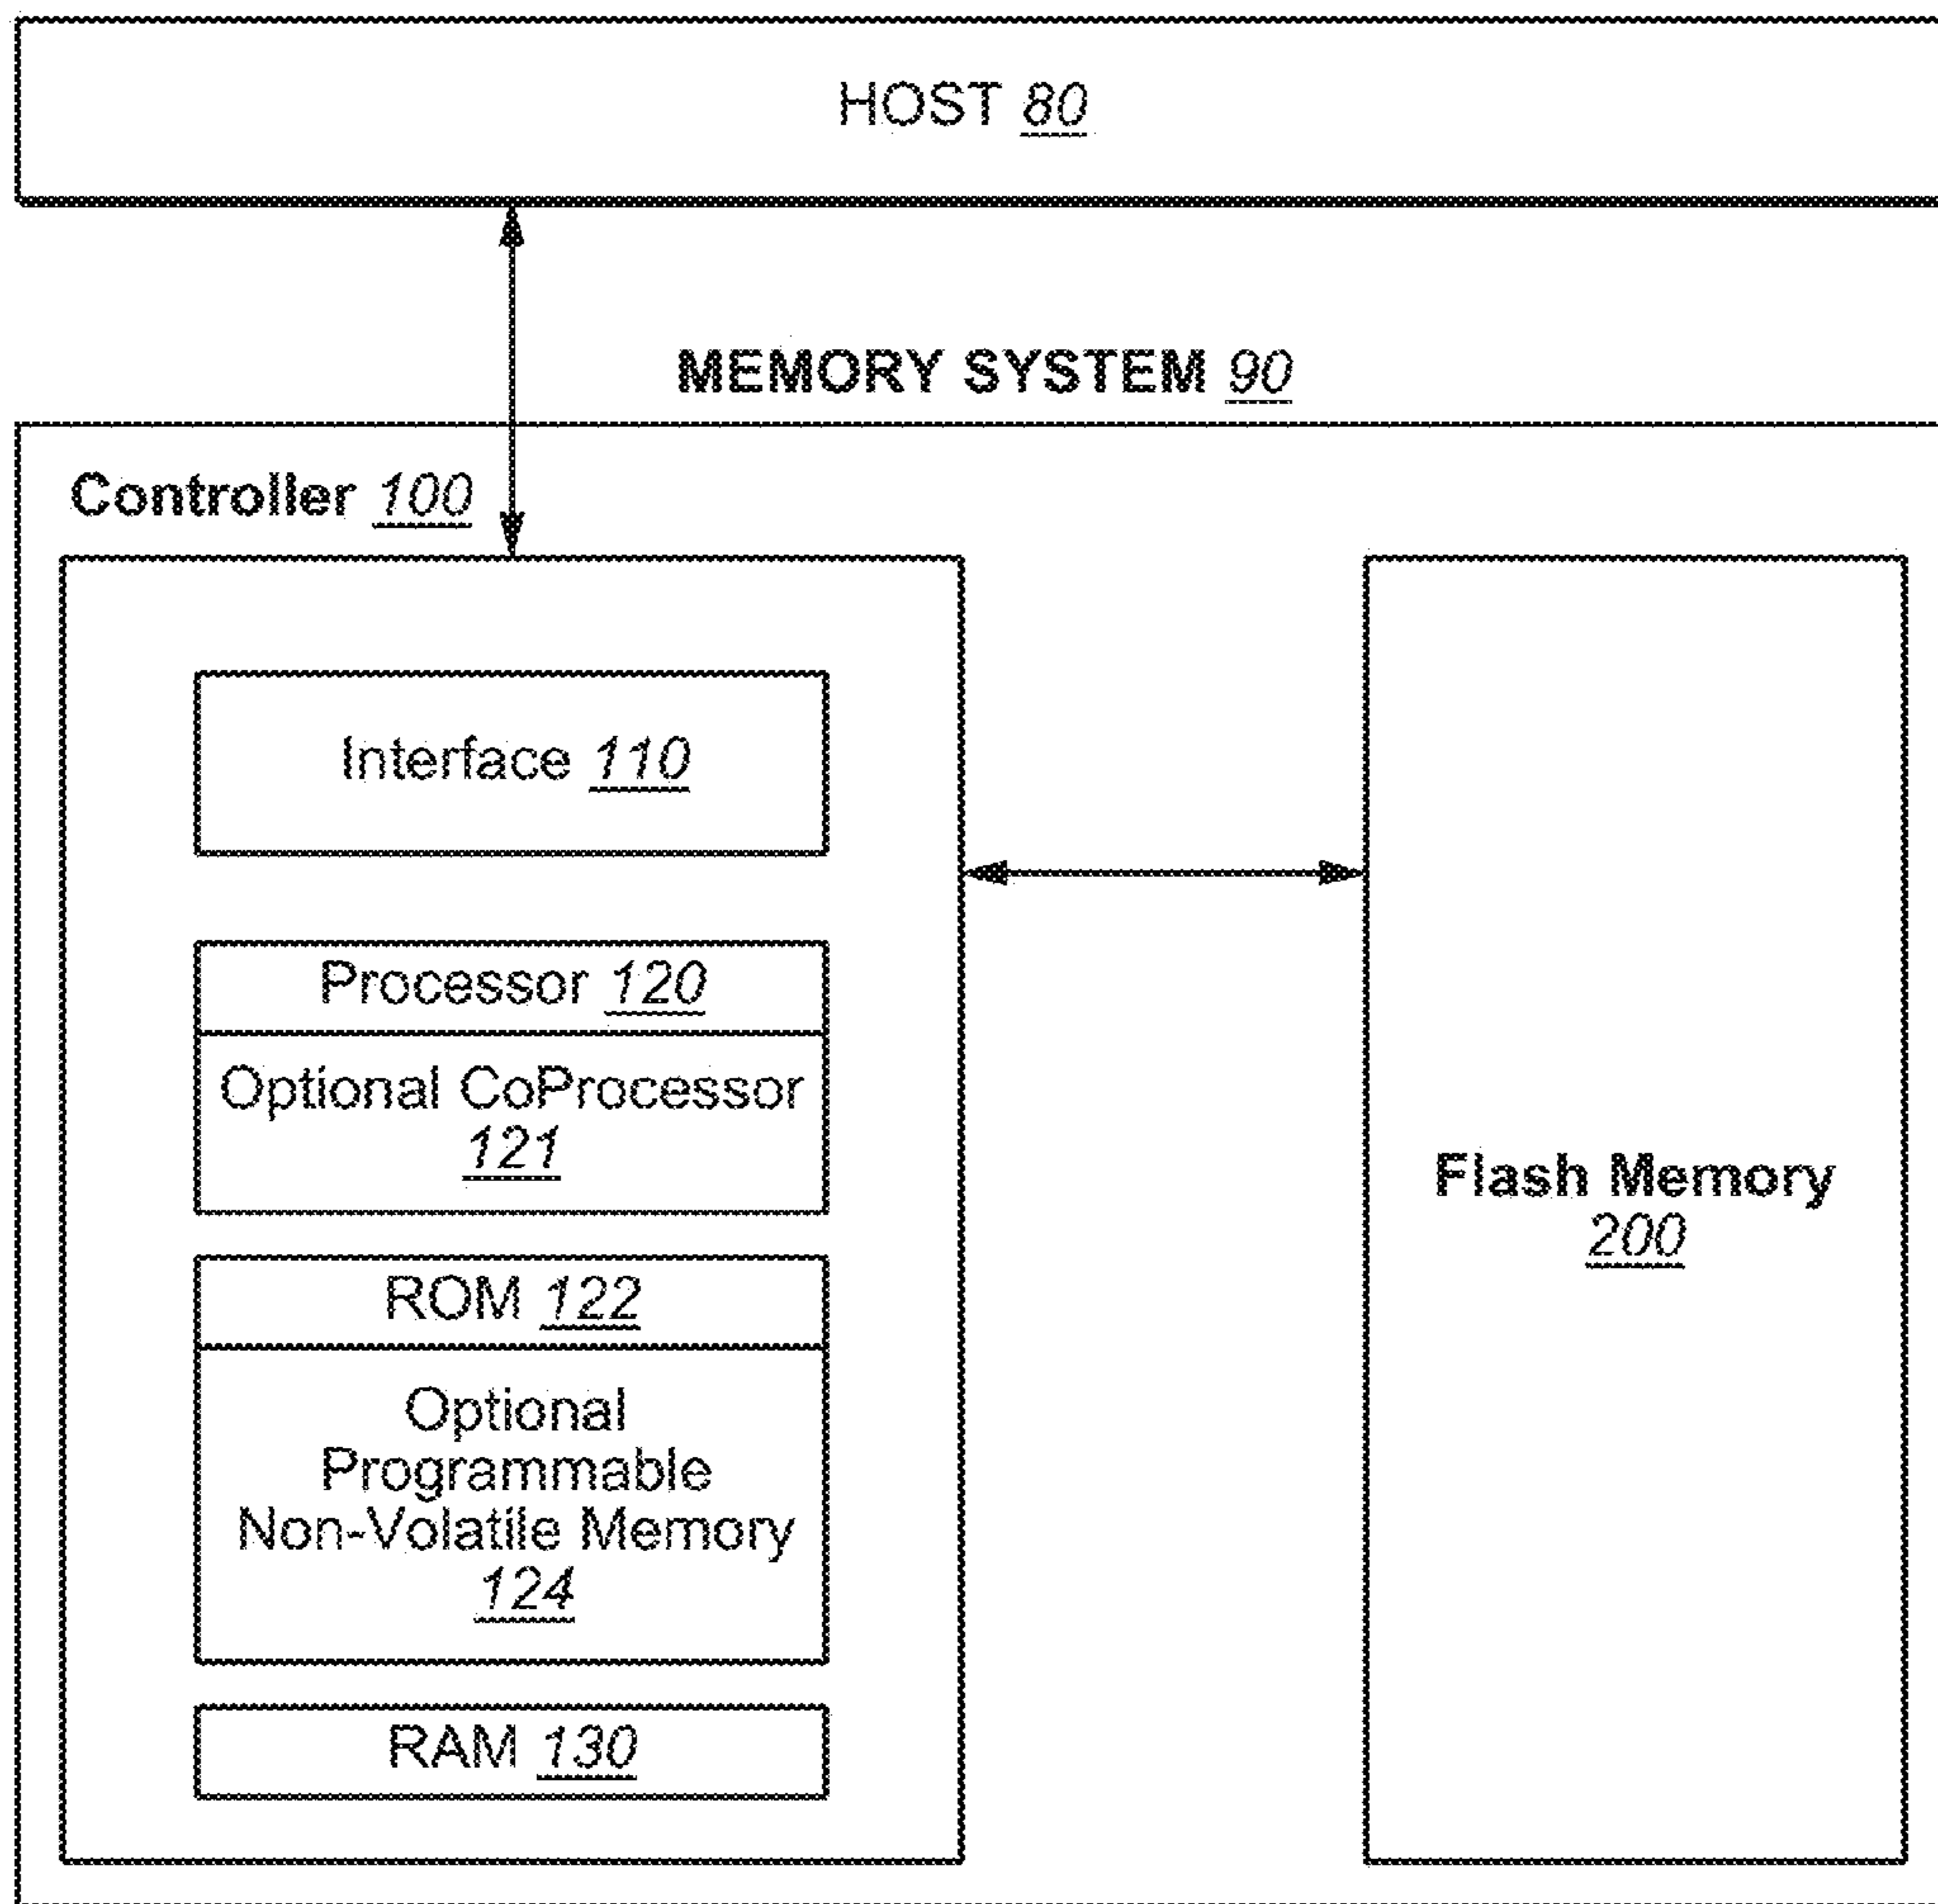 HOST 80
MEMORY SYSTEM 90
Controller 100
Interface 110
Processor 120
Optional CoProcessor
121
ROM 122
Optional
Programmable
Non-Volatile Memory
124
RAM 130
Flash Memory
200